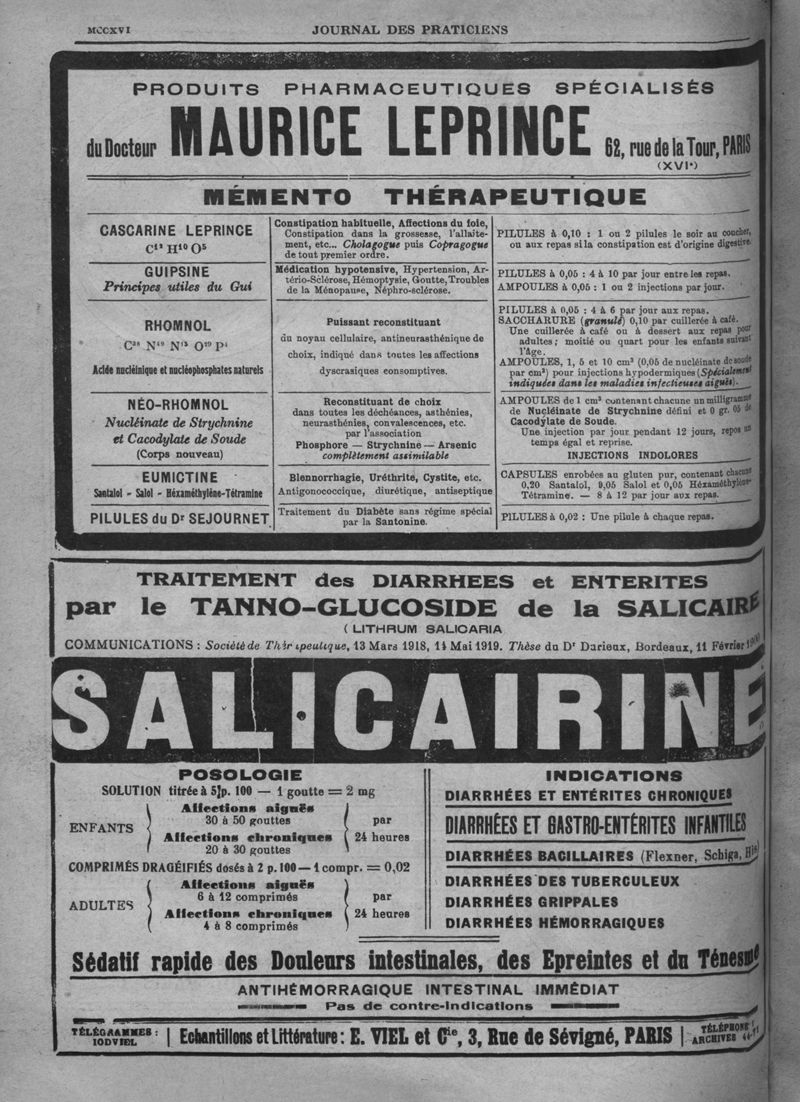 MCCXVI
JOURNAL DES PRATICIENS
PRODUITS PHARMACEUTIQUES SPÉCIALISÉS
du Docteur MAURICE LEPRINCE 62, rue de la Tour, PARIS
(XVIe)
MÉMENTO THÉRAPEUTIQUE
CASCARINE LEPRINCE
C¹² H¹⁰ O⁵
Constipation habituelle, Affections du foie,
Constipation dans la grossesse, l'allaite-
ment, etc... Cholagogue puis Copragogue
de tout premier ordre.
PILULES à 0,10 : 1 ou 2 pilules le soir au coucher,
ou aux repas si la constipation est d'origine digestive.
GUIPSINE
Principes utiles du Gui
Médication hypotensive, Hypertension, Ar-
tério-Sclérose, Hémoptysie, Goutte, Troubles
de la Ménopause, Néphro-sclérose.
PILULES à 0,05 : 4 à 10 par jour entre les repas.
AMPOULES à 0,05 : 1 ou 2 injections par jour.
RHOMNOL
Acide nucléinique et nucléophosphates naturels
Puissant reconstituant
du noyau cellulaire, antineurasthénique de
choix, indiqué dans toutes les affections
dyscrasiques consomptives.
PILULES à 0,05 : 4 à 6 par jour aux repas.
SACCHARURE (granulé) 0,10 par cuillerée à café.
Une cuillerée à café ou à dessert aux repas pour
adultes; moitié ou quart pour les enfants suivant
l'âge.
AMPOULES, 1, 5 et 10 cm³ (0,05 de nucléinate de soude
par cm³) pour injections hypodermiques (Spécialement
indiquées dans les maladies infectieuses aiguës).
NÉO-RHOMNOL
Nucléinate de Strychnine
et Cacodylate de Soude
(Corps nouveau)
Reconstituant de choix
dans toutes les déchéances, asthénies,
neurasthénies, convalescences, etc.
par l'association
Phosphore — Strychnine — Arsenic
complètement assimilable
AMPOULES de 1 cm³ contenant chacune un milligramme
de Nucléinate de Strychnine défini et 0 gr. 05 de
Cacodylate de Soude.
Une injection par jour pendant 12 jours, repos un
temps égal et reprise.
INJECTIONS INDOLORES
EUMICTINE
Santalol - Salol - Héxaméthylène-Tétramine
Blennorrhagie, Uréthrite, Cystite, etc.
Antigonococcique, diurétique, antiseptique
CAPSULES enrobées au gluten pur, contenant chacune
0,20 Santalol, 0,05 Salol et 0,05 Héxaméthylène-
Tétramine. — 8 à 12 par jour aux repas.
PILULES du Dr SEJOURNET
Traitement du Diabète sans régime spécial
par la Santonine.
PILULES à 0,02 : Une pilule à chaque repas.
TRAITEMENT des DIARRHEES et ENTERITES
par le TANNO-GLUCOSIDE de la SALICAIRE
( LITHRUM SALICARIA
COMMUNICATIONS : Société de Thérapeutique, 13 Mars 1918, 14 Mai 1919. Thèse du Dr Darieux, Bordeaux, 11 Février
SALICAIRINE
POSOLOGIE
SOLUTION titrée à 5 p. 100 — 1 goutte = 2 mg
ENFANTS
Affections aiguës
30 à 50 gouttes
Affections chroniques
20 à 30 gouttes
par
24 heures
COMPRIMÉS DRAGÉIFIÉS dosés à 2 p. 100 — 1 compr. = 0,02
ADULTES
Affections aiguës
6 à 12 comprimés
Affections chroniques
4 à 8 comprimés
par
24 heures
INDICATIONS
DIARRHÉES ET ENTÉRITES CHRONIQUES
DIARRHÉES ET GASTRO-ENTÉRITES INFANTILES
DIARRHÉES BACILLAIRES (Flexner, Schiga, His)
DIARRHÉES DES TUBERCULEUX
DIARRHÉES GRIPPALES
DIARRHÉES HÉMORRAGIQUES
Sédatif rapide des Douleurs intestinales, des Epreintes et du Ténesme
ANTIHÉMORRAGIQUE INTESTINAL IMMÉDIAT
Pas de contre-indications
TÉLÉGRAMMES :
IODVIEL
Echantillons et Littérature : E. VIEL et Cie, 3, Rue de Sévigné, PARIS
TÉLÉPHONE
ARCHIVES